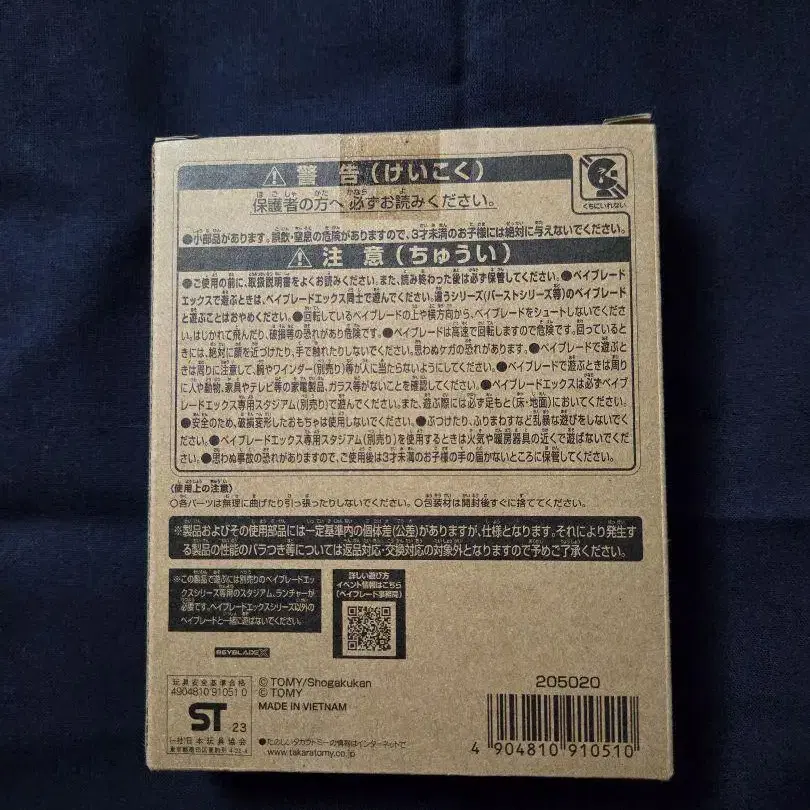 ⚠ 警 告 (けいこく)
くちにいれない
保護者の方へ 必ずお読みください。
●小部品があります。誤飲・窒息の危険がありますので、3才未満のお子様には絶対に与えないでください。
⚠ 注 意 (ちゅうい)
●ご使用の前に、取扱説明書をよくお読みください。また、読み終わった後は必ず保管してください。●ベイブレード
エックスで遊ぶときは、ベイブレードエックス同士で遊んでください。違うシリーズ(バーストシリーズ等)のベイブレード
と遊ぶことはおやめください。●回転しているベイブレードの上や横方向から、ベイブレードをシュートしないでくださ
い。はじかれて飛んだり、破損等の恐れがあり危険です。●ベイブレードは高速で回転しますので危険です。回っていると
きには、絶対に顔を近づけたり、手で触れたりしないでください。思わぬケガの恐れがあります。●ベイブレードで遊ぶと
きは周りに注意して、腕やワインダー(別売り)等が人に当たらないようにしてください。●ベイブレードで遊ぶときは周り
に人や動物、家具やテレビ等の家電製品、ガラス等がないことを確認してください。●ベイブレードエックスは必ずベイブ
レードエックス専用スタジアム(別売り)で遊んでください。また、遊ぶ際には必ず足もと(床・地面)においてください。
●安全のため、破損変形したおもちゃは使用しないでください。●ぶつけたり、ふりまわすなど乱暴な遊びをしないでく
ださい。●ベイブレードエックス専用スタジアム(別売り)を使用するときは火気や暖房器具の近くで遊ばないでくださ
い。●思わぬ事故の恐れがありますので、ご使用後は3才未満のお子様の手の届かないところに保管してください。
〈使用上の注意〉
○各パーツは無理に曲げたり引っ張ったりしないでください。○包装材は開封後すぐに捨ててください。
※製品およびその使用部品には一定基準内の個体差(公差)がありますが、仕様となります。それにより発生す
る製品の性能のバラつき等については返品対応・交換対応の対象外となりますので予めご了承ください。
※この製品で遊ぶには別売りのベイブレードエッ
クスシリーズ専用のスタジアム、ランチャーが
必要です。ベイブレードエックスシリーズ以外の
ベイブレードと一緒に遊ばないでください。
詳しい遊び方
イベント情報はこちら
(ベイブレード事務局)
BEYBLADE X
玩具安全基準合格
4904810 91051 0
ST 23
(一社)日本玩具協会
東京都墨田区東駒形 4-22-4
© TOMY/Shogakukan
© TOMY
MADE IN VIETNAM
●たのしいタカラトミーの情報はインターネットで
www.takaratomy.co.jp
205020
4 904810 910510